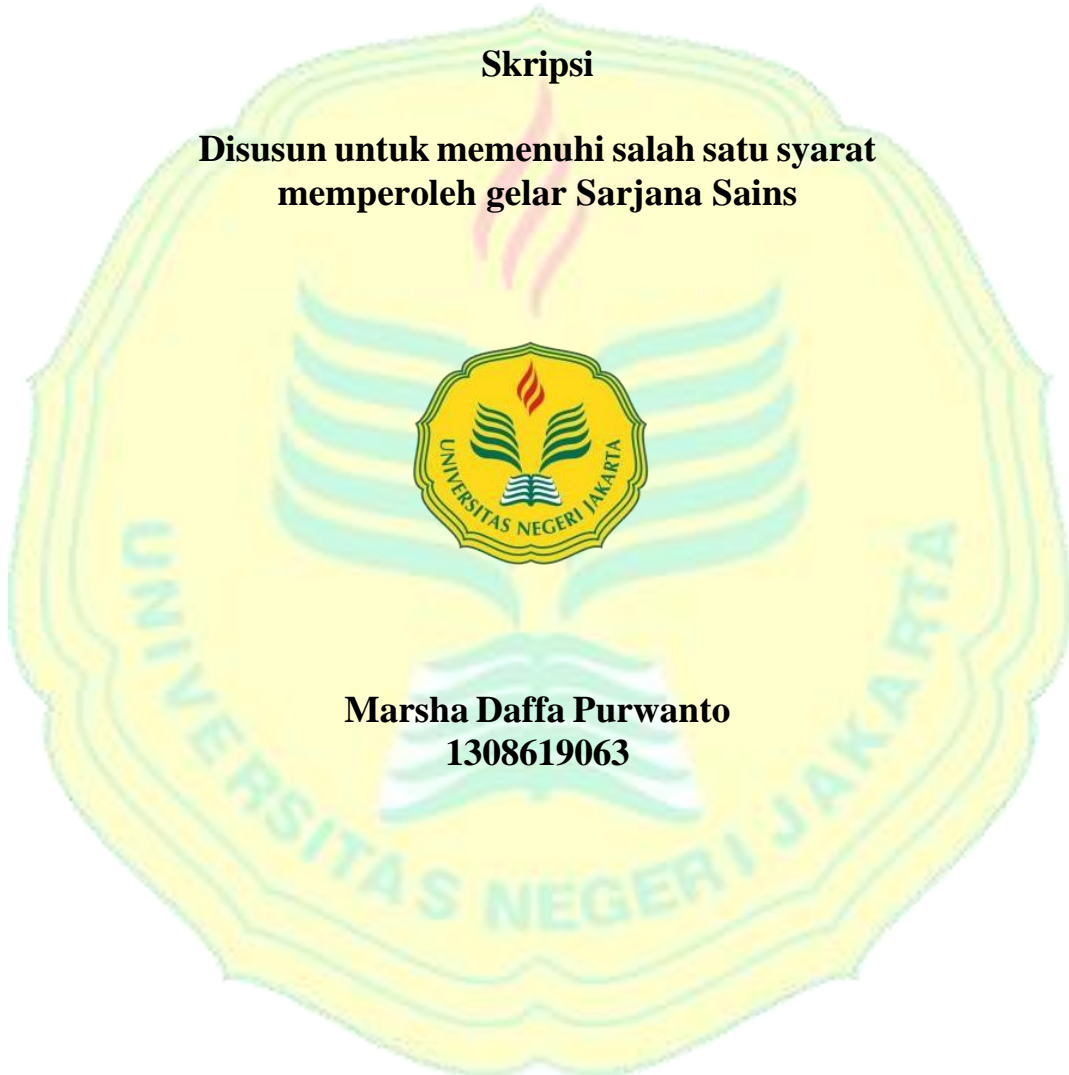 Skripsi
Disusun untuk memenuhi salah satu syarat
memperoleh gelar Sarjana Sains
UNIVERSITAS NEGERI JAKARTA
Marsha Daffa Purwanto
1308619063
UNIVERSITAS NEGERI JAKARTA